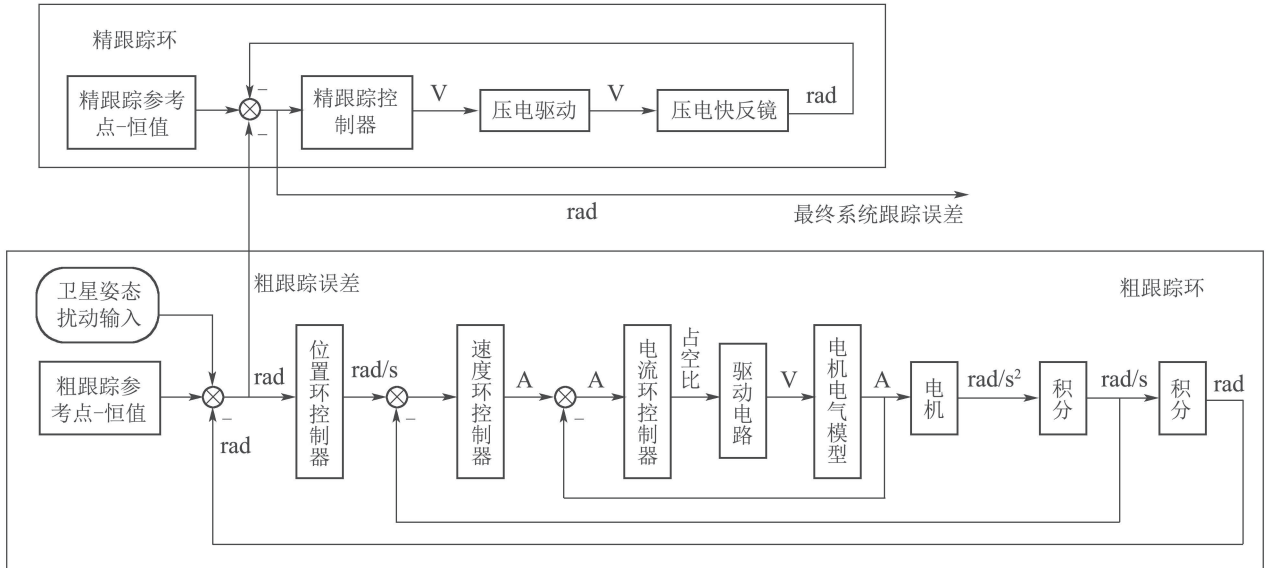 精跟踪环
精跟踪参考
点-恒值
−
−
精跟踪控
制器
V
压电驱动
V
压电快反镜
rad
rad
最终系统跟踪误差
粗跟踪误差
粗跟踪环
卫星姿态
扰动输入
粗跟踪参
考点-恒值
−
rad
rad
位置环控制器
rad/s
−
速度环控制器
A
−
A
电流环控制器
占空比
驱动电路
V
电机电气模型
A
电机
rad/s²
积分
rad/s
积分
rad